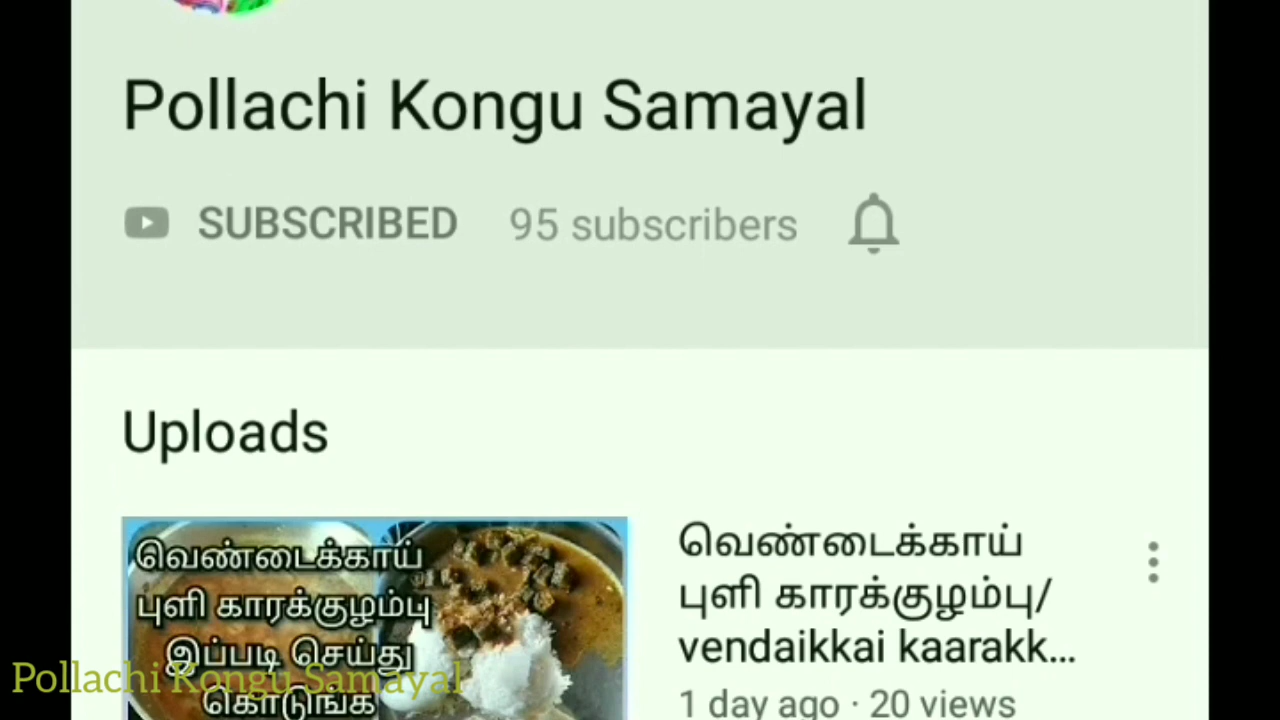 Pollachi Kongu Samayal
SUBSCRIBED 95 subscribers
Uploads
வெண்டைக்காய்
புளி காரக்குழம்பு
இப்படி செய்து
கொடுங்க
வெண்டைக்காய்
புளி காரக்குழம்பு/
vendaikkai kaarakk...
1 day ago · 20 views
Pollachi Kongu Samayal